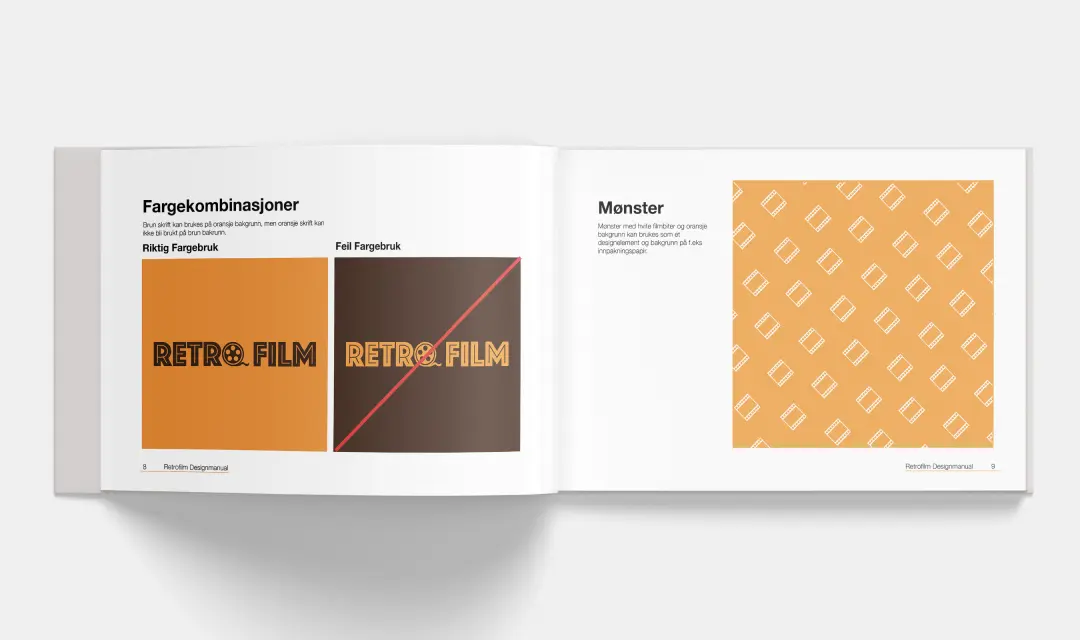 Fargekombinasjoner
Brun skrift kan brukes på oransje bakgrunn, men oransje skrift kan
ikke bli brukt på brun bakrunn.
Riktig Fargebruk
Feil Fargebruk
RETRO FILM
RETRO FILM
8 Retrofilm Designmanual
Mønster
Mønster med hvite filmbiter og oransje
bakgrunn kan brukes som et
designelement og bakgrunn på f.eks
innpakningspapir.
Retrofilm Designmanual 9